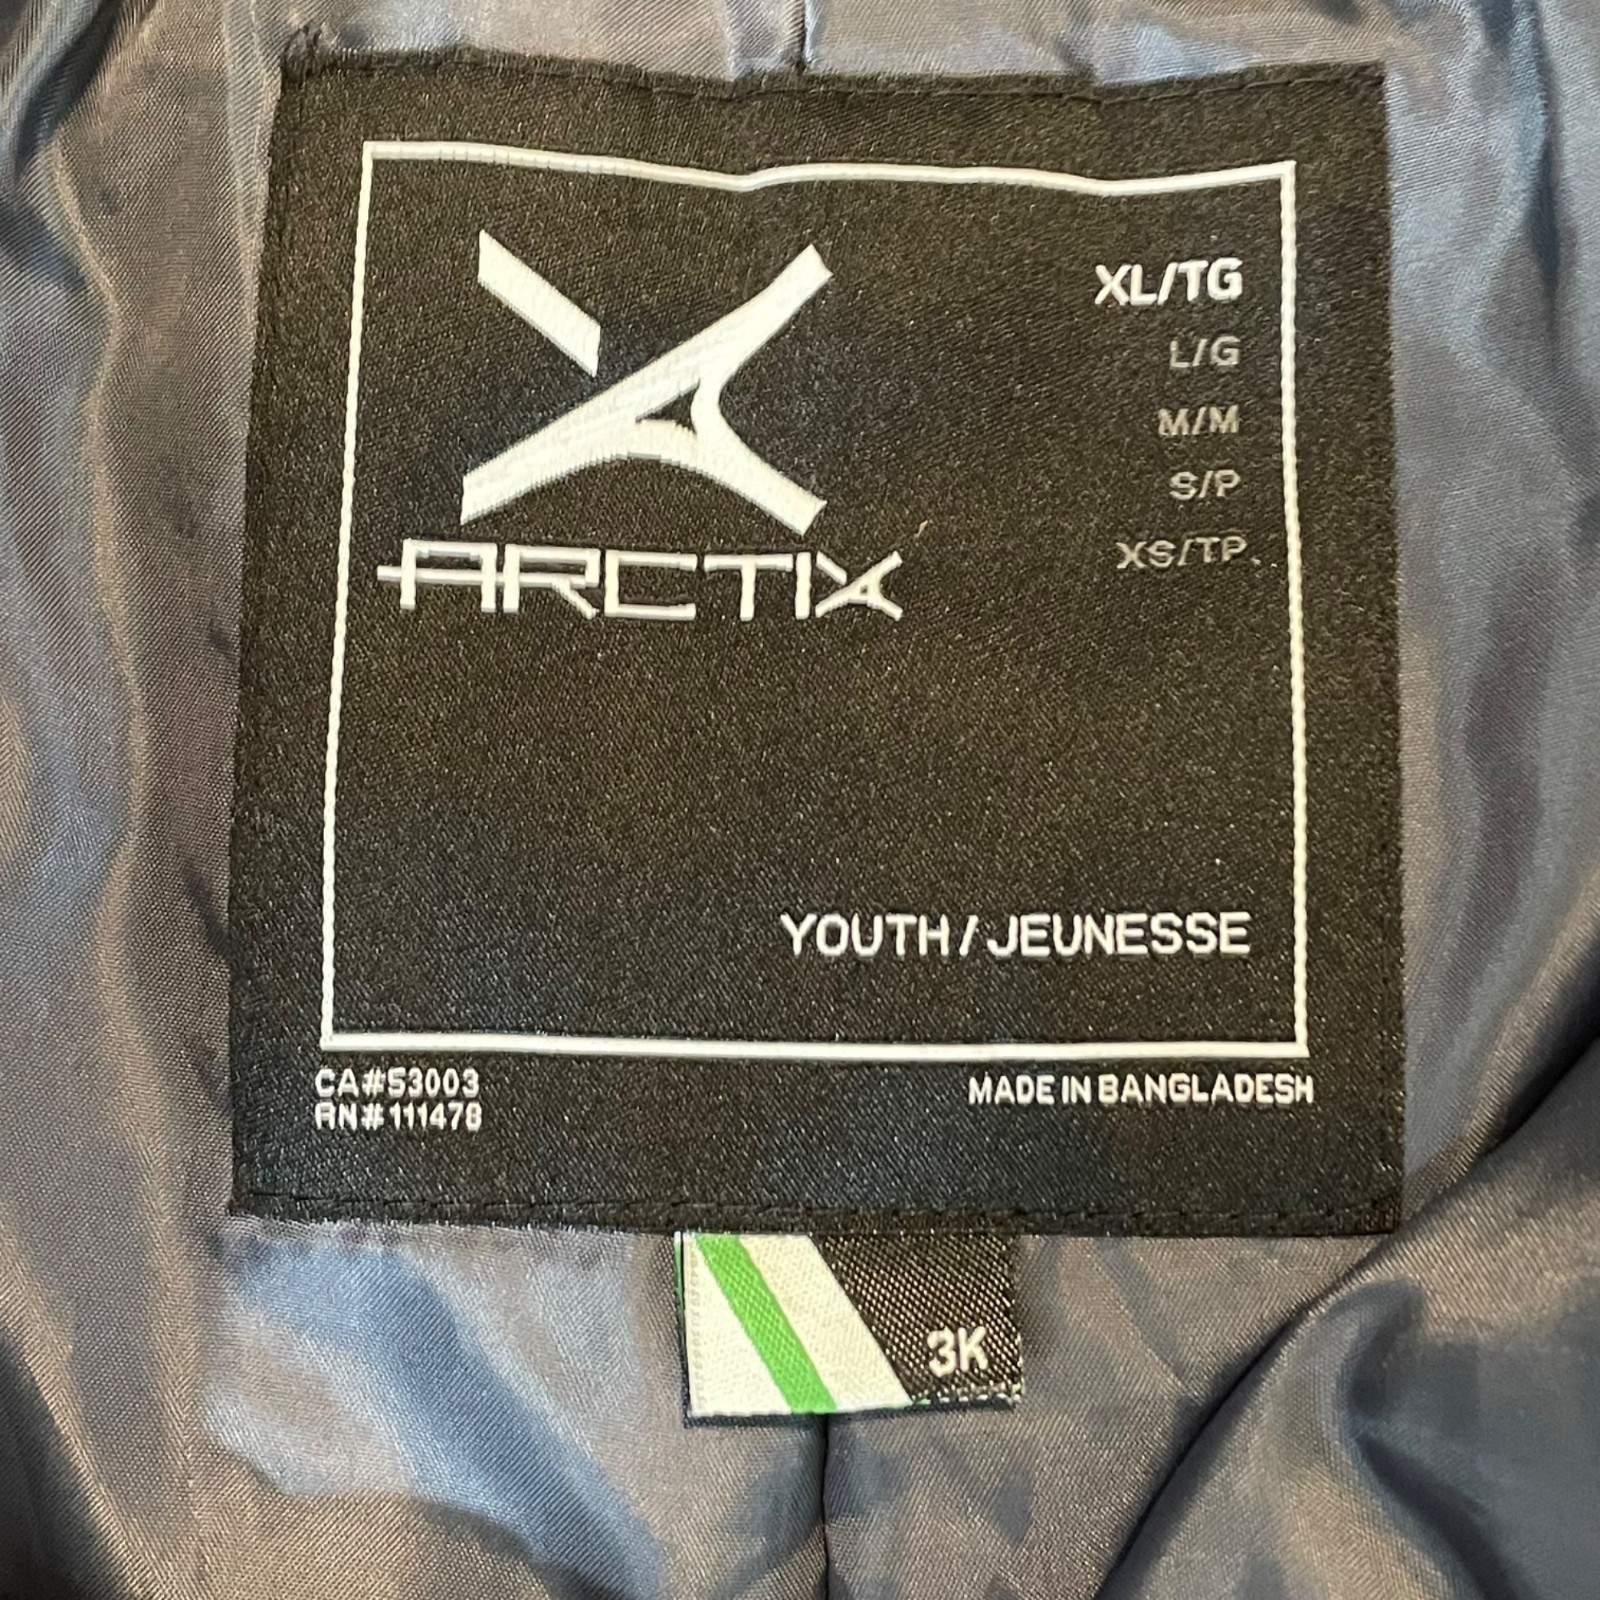 ARCTIX
XL/TG
L/G
M/M
S/P
XS/TP
YOUTH / JEUNESSE
CA#53003
RN#111478
MADE IN BANGLADESH
3K